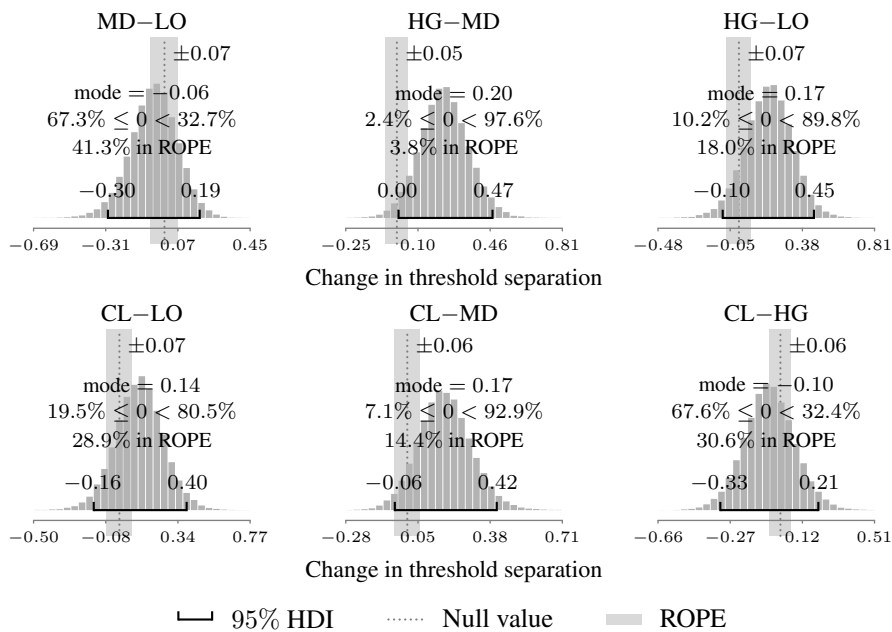 MD−LO
±0.07
mode = −0.06
67.3% ≤ 0 < 32.7%
41.3% in ROPE
−0.30 0.19
−0.69 −0.31 0.07 0.45
HG−MD
±0.05
mode = 0.20
2.4% ≤ 0 < 97.6%
3.8% in ROPE
0.00 0.47
−0.25 0.10 0.46 0.81
HG−LO
±0.07
mode = 0.17
10.2% ≤ 0 < 89.8%
18.0% in ROPE
−0.10 0.45
−0.48 −0.05 0.38 0.81
Change in threshold separation
CL−LO
±0.07
mode = 0.14
19.5% ≤ 0 < 80.5%
28.9% in ROPE
−0.16 0.40
−0.50 −0.08 0.34 0.77
CL−MD
±0.06
mode = 0.17
7.1% ≤ 0 < 92.9%
14.4% in ROPE
−0.06 0.42
−0.28 0.05 0.38 0.71
CL−HG
±0.06
mode = −0.10
67.6% ≤ 0 < 32.4%
30.6% in ROPE
−0.33 0.21
−0.66 −0.27 0.12 0.51
Change in threshold separation
95% HDI Null value ROPE